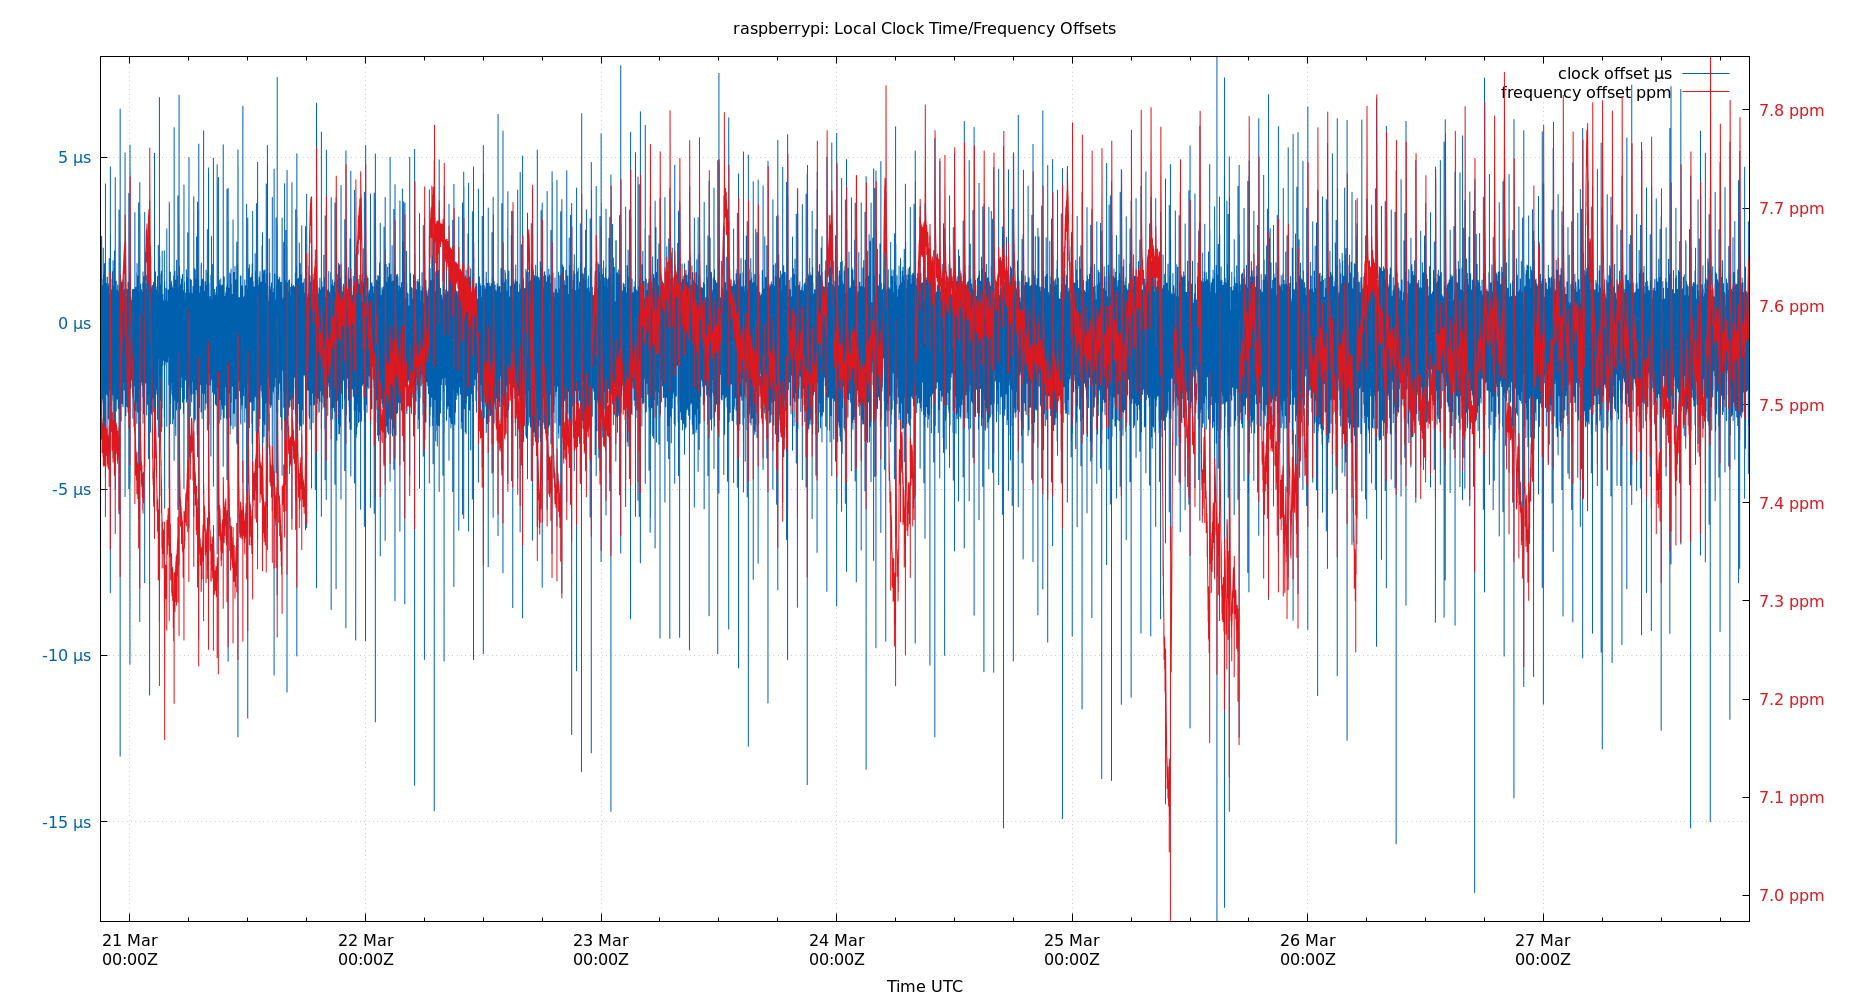 raspberrypi: Local Clock Time/Frequency Offsets
clock offset µs
frequency offset ppm
5 µs
0 µs
-5 µs
-10 µs
-15 µs
7.8 ppm
7.7 ppm
7.6 ppm
7.5 ppm
7.4 ppm
7.3 ppm
7.2 ppm
7.1 ppm
7.0 ppm
21 Mar
00:00Z
22 Mar
00:00Z
23 Mar
00:00Z
24 Mar
00:00Z
25 Mar
00:00Z
26 Mar
00:00Z
27 Mar
00:00Z
Time UTC